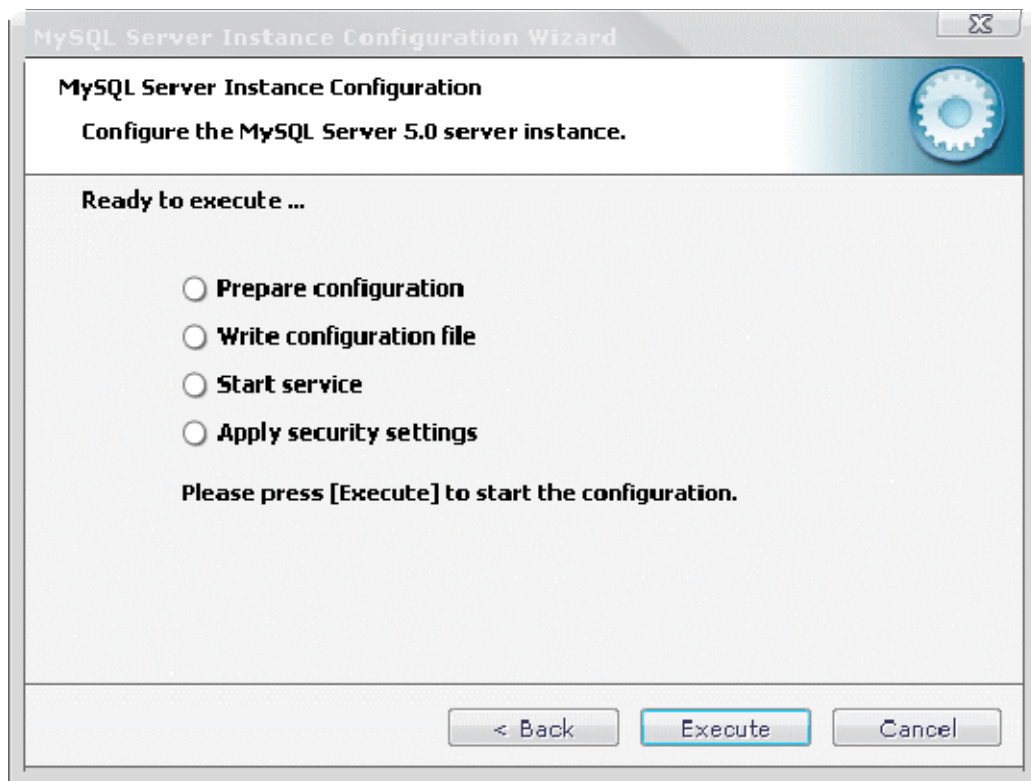 MySQL Server Instance Configuration Wizard
MySQL Server Instance Configuration
Configure the MySQL Server 5.0 server instance.
Ready to execute ...
Prepare configuration
Write configuration file
Start service
Apply security settings
Please press [Execute] to start the configuration.
< Back Execute Cancel